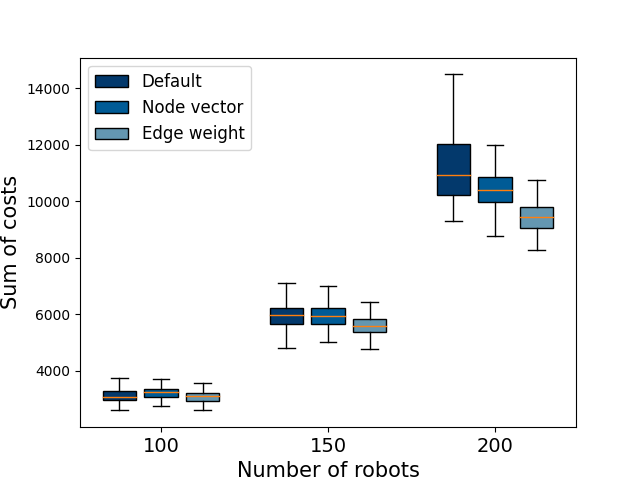 Default
Node vector
Edge weight
14000
12000
10000
8000
6000
4000
Sum of costs
100
150
200
Number of robots